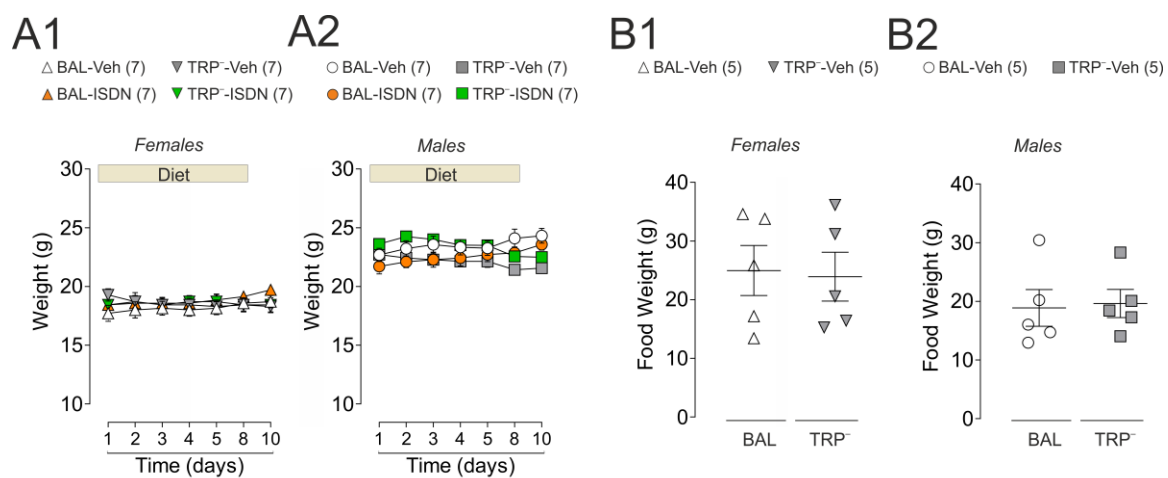 A1
BAL-Veh (7) TRP⁻-Veh (7)
BAL-ISDN (7) TRP⁻-ISDN (7)
Females
Diet
30
25
20
15
10
Weight (g)
1 2 3 4 5 8 10
Time (days)
A2
BAL-Veh (7) TRP⁻-Veh (7)
BAL-ISDN (7) TRP⁻-ISDN (7)
Males
Diet
30
25
20
15
10
Weight (g)
1 2 3 4 5 8 10
Time (days)
B1
BAL-Veh (5) TRP⁻-Veh (5)
Females
40
30
20
10
0
Food Weight (g)
BAL TRP⁻
B2
BAL-Veh (5) TRP⁻-Veh (5)
Males
40
30
20
10
0
Food Weight (g)
BAL TRP⁻